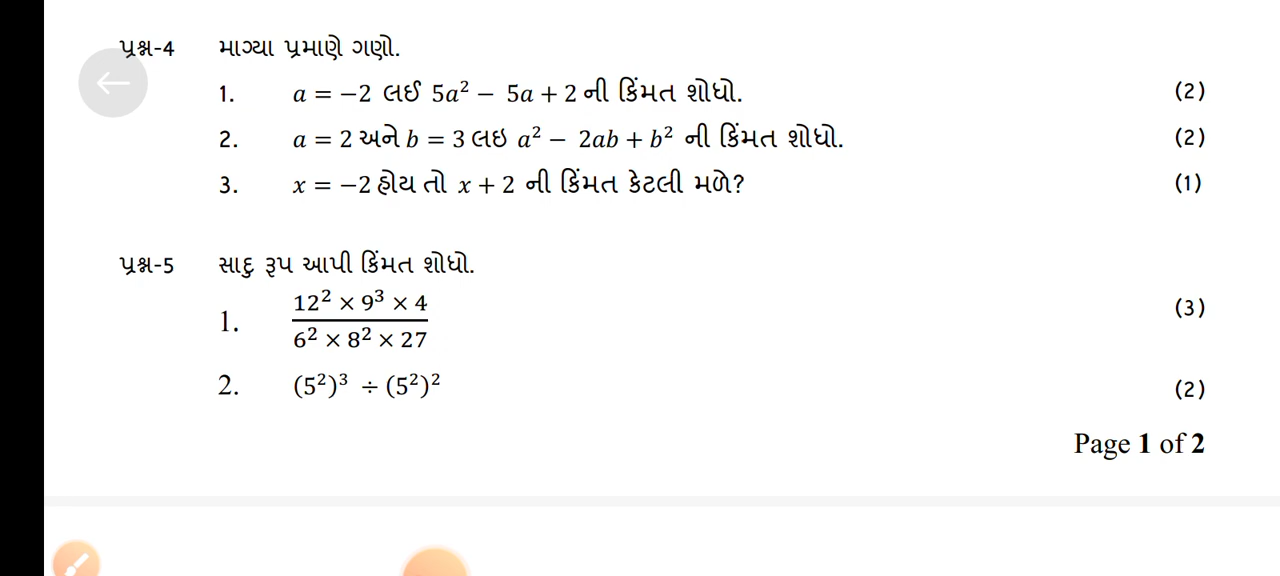 પ્રશ્ન-4 માગ્યા પ્રમાણે ગણો.
1. a = −2 લઈ 5a² − 5a + 2 ની કિંમત શોધો. (2)
2. a = 2 અને b = 3 લઇ a² − 2ab + b² ની કિંમત શોધો. (2)
3. x = −2 હોય તો x + 2 ની કિંમત કેટલી મળે? (1)
પ્રશ્ન-5 સાદુ રૂપ આપી કિંમત શોધો.
1. (12² × 9³ × 4) / (6² × 8² × 27) (3)
2. (5²)³ ÷ (5²)² (2)
Page 1 of 2